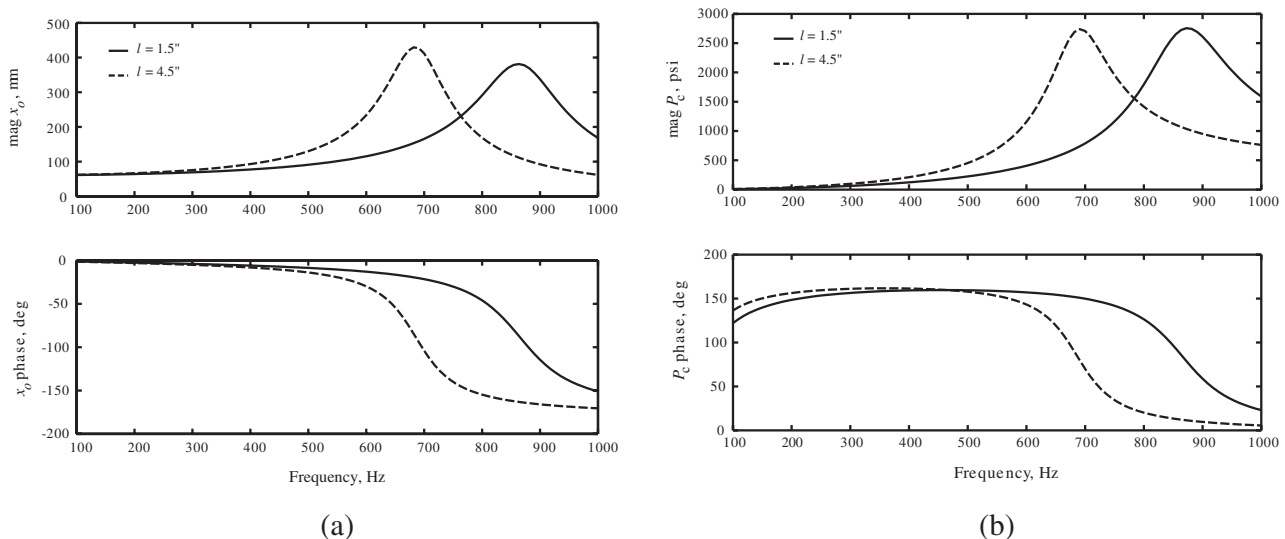 500
400
300
200
100
0
mag xₒ, nm
l = 1.5"
l = 4.5"
100 200 300 400 500 600 700 800 900 1000
0
-50
-100
-150
-200
xₒ phase, deg
100 200 300 400 500 600 700 800 900 1000
Frequency, Hz
(a)
3000
2500
2000
1500
1000
500
0
mag Pc, psi
l = 1.5"
l = 4.5"
100 200 300 400 500 600 700 800 900 1000
200
150
100
50
0
Pc phase, deg
100 200 300 400 500 600 700 800 900 1000
Frequency, Hz
(b)